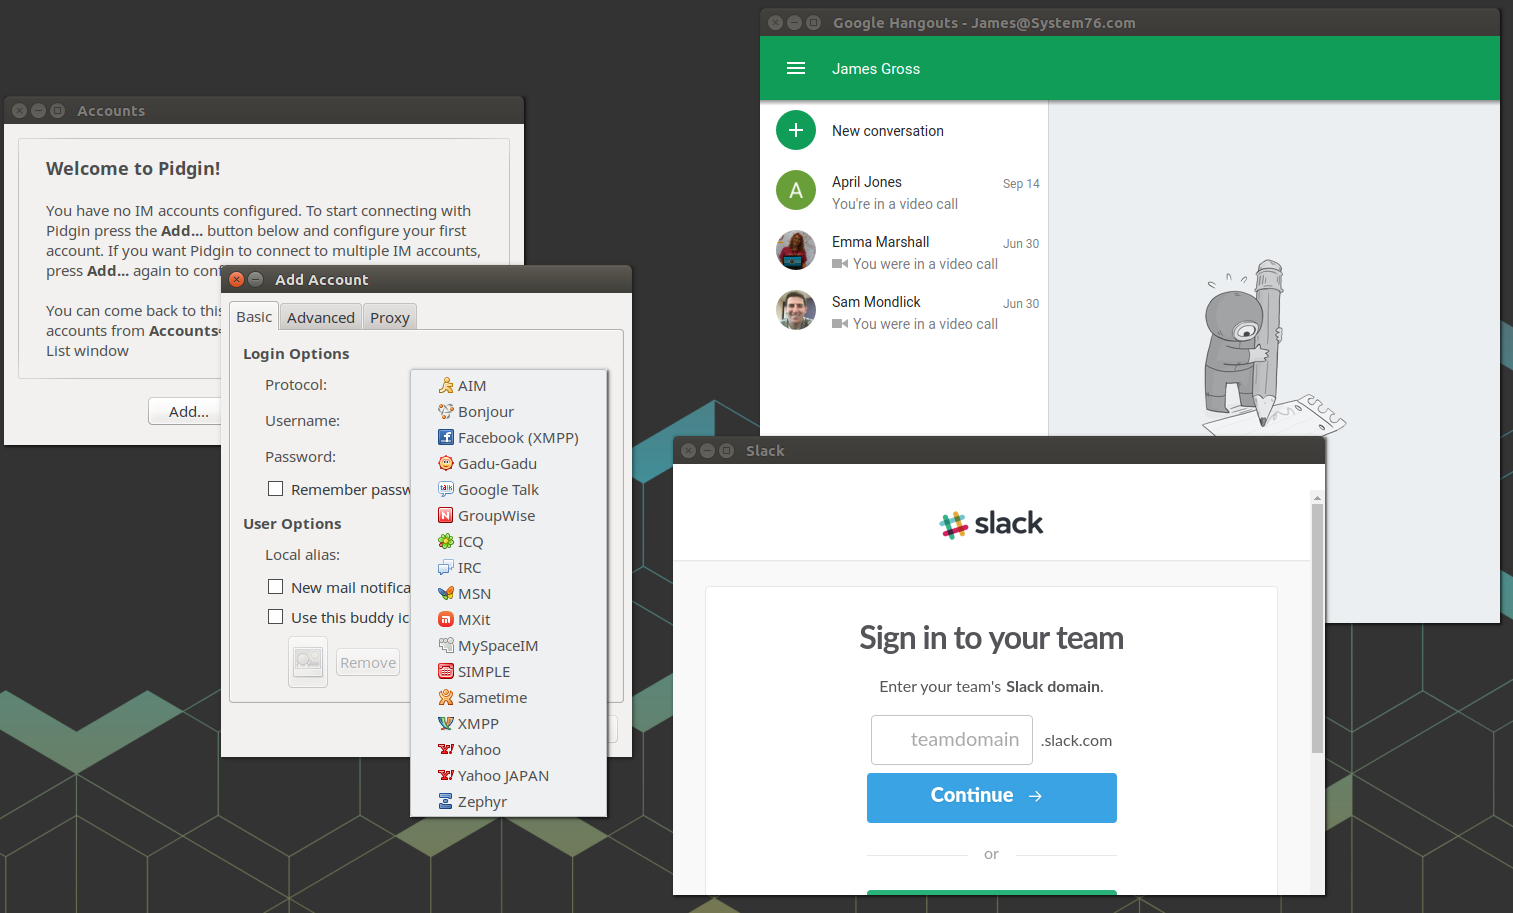 Accounts
Welcome to Pidgin!
You have no IM accounts configured. To start connecting with
Pidgin press the Add... button below and configure your first
account. If you want Pidgin to connect to multiple IM accounts,
press Add... again to conf
You can come back to this
accounts from Accounts
List window
Add...
Add Account
Basic
Advanced
Proxy
Login Options
Protocol:
Username:
Password:
Remember passw
User Options
Local alias:
New mail notifica
Use this buddy ic
Remove
AIM
Bonjour
Facebook (XMPP)
Gadu-Gadu
Google Talk
GroupWise
ICQ
IRC
MSN
MXit
MySpaceIM
SIMPLE
Sametime
XMPP
Yahoo
Yahoo JAPAN
Zephyr
Google Hangouts - James@System76.com
James Gross
New conversation
A
April Jones
Sep 14
You're in a video call
Emma Marshall
Jun 30
You were in a video call
Sam Mondlick
Jun 30
You were in a video call
Slack
slack
Sign in to your team
Enter your team's Slack domain.
teamdomain .slack.com
Continue →
or